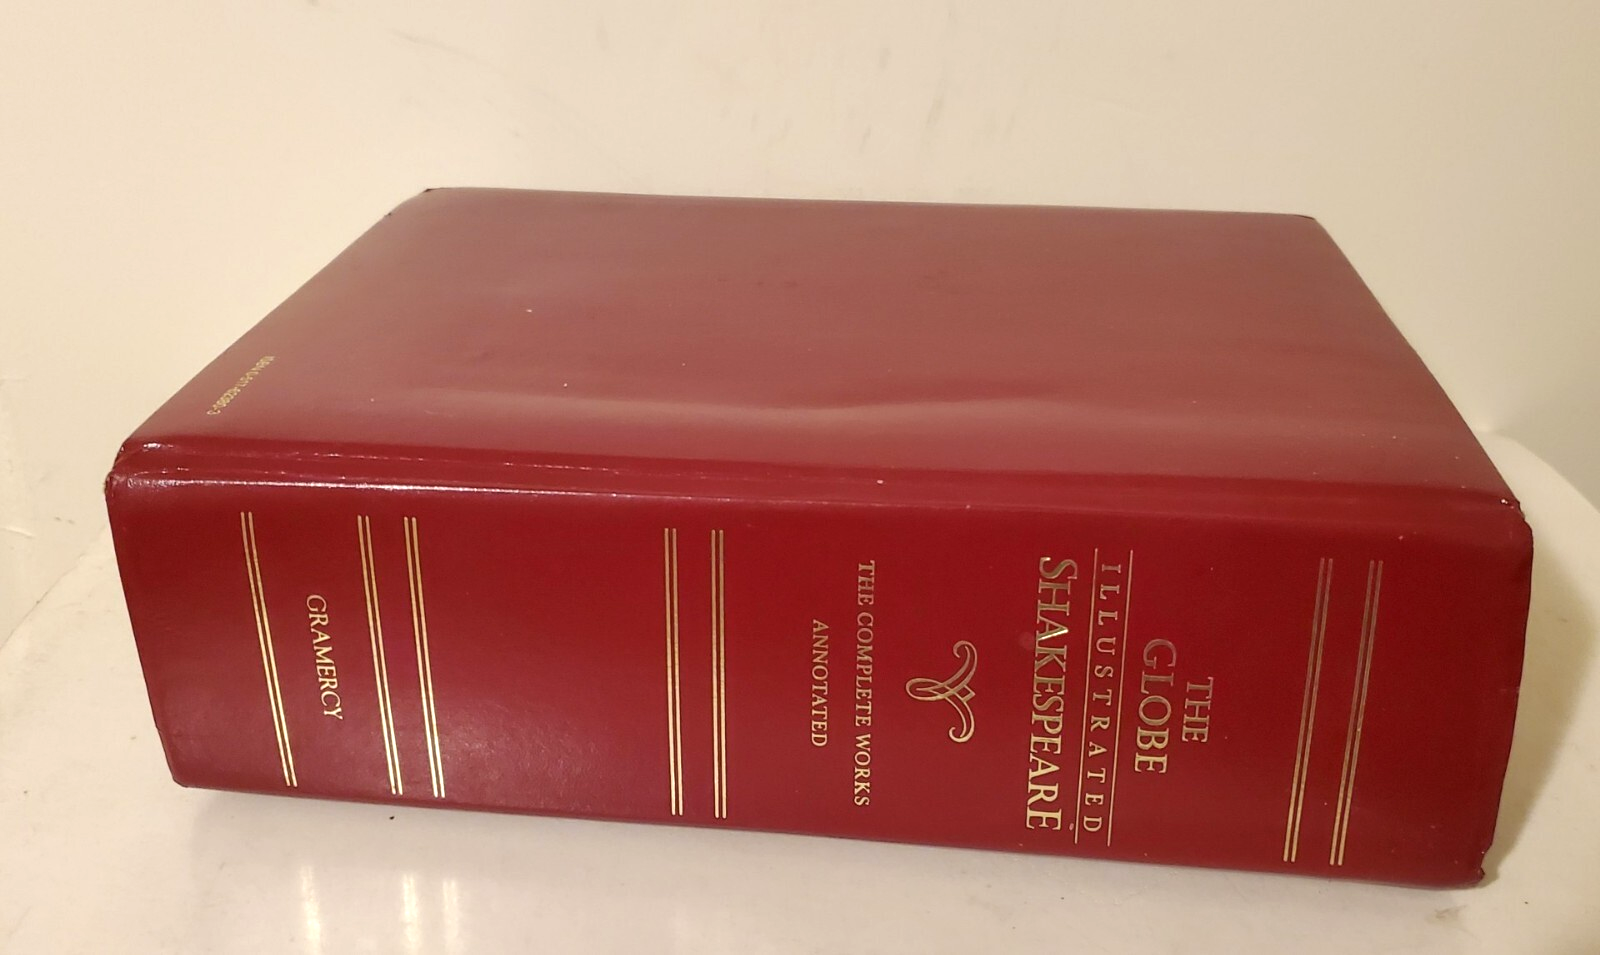 THE
GLOBE
ILLUSTRATED
SHAKESPEARE
THE COMPLETE WORKS
ANNOTATED
GRAMERCY